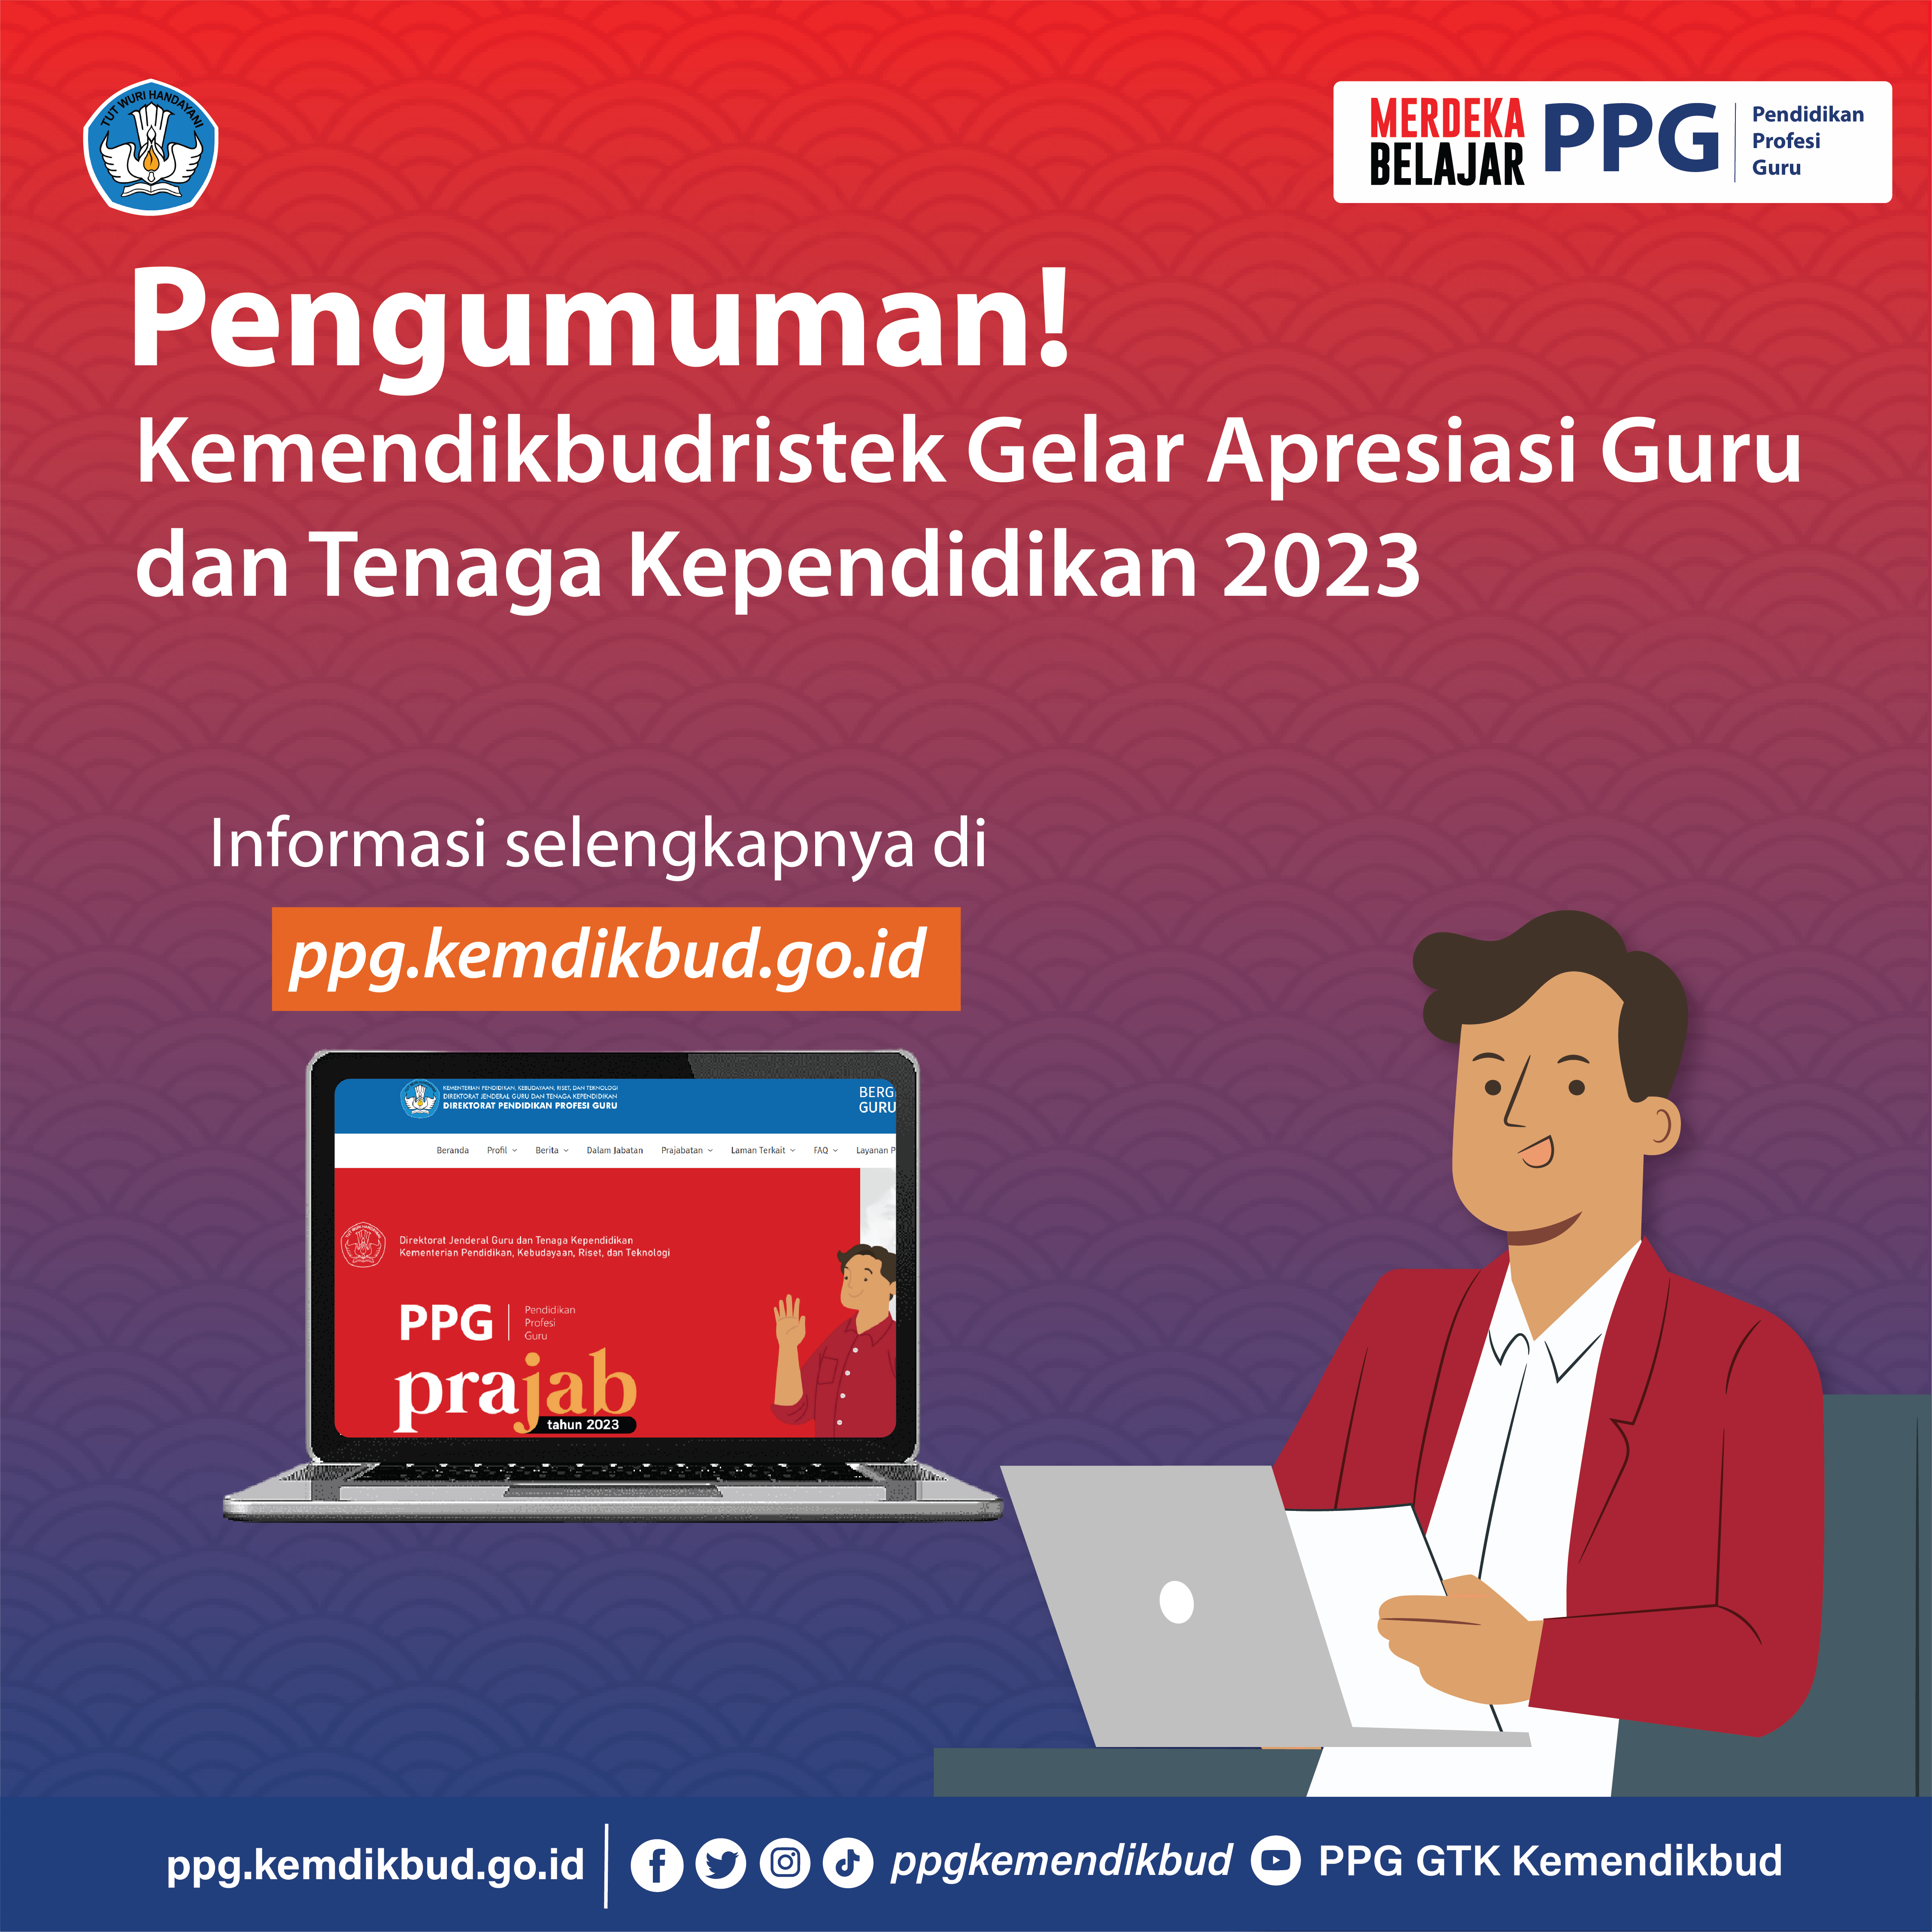 TUT WURI HANDAYANI
MERDEKA
BELAJAR
PPG
Pendidikan
Profesi
Guru
Pengumuman!
Kemendikbudristek Gelar Apresiasi Guru
dan Tenaga Kependidikan 2023
Informasi selengkapnya di
ppg.kemdikbud.go.id
KEMENTERIAN PENDIDIKAN, KEBUDAYAAN, RISET, DAN TEKNOLOGI
DIREKTORAT JENDERAL GURU DAN TENAGA KEPENDIDIKAN
DIREKTORAT PENDIDIKAN PROFESI GURU
BERG
GURU
Beranda Profil Berita Dalam Jabatan Prajabatan Laman Terkait FAQ Layanan P
Direktorat Jenderal Guru dan Tenaga Kependidikan
Kementerian Pendidikan, Kebudayaan, Riset, dan Teknologi
PPG
Pendidikan
Profesi
Guru
prajab
tahun 2023
ppg.kemdikbud.go.id ppgkemendikbud PPG GTK Kemendikbud